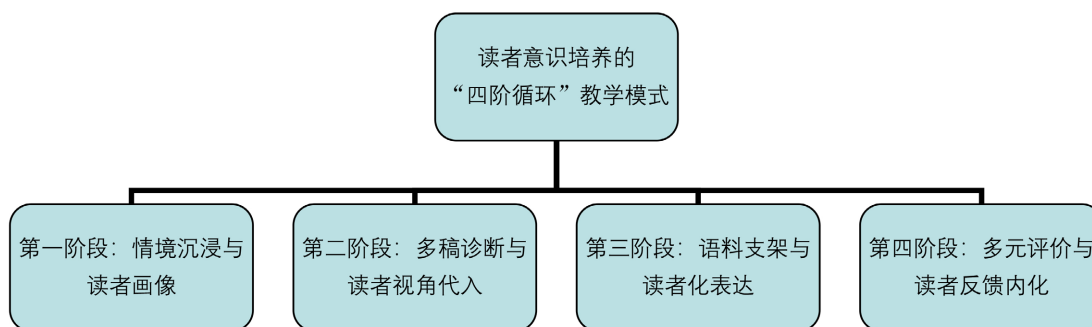 读者意识培养的
“四阶循环”教学模式
第一阶段：情境沉浸与
读者画像
第二阶段：多稿诊断与
读者视角代入
第三阶段：语料支架与
读者化表达
第四阶段：多元评价与
读者反馈内化